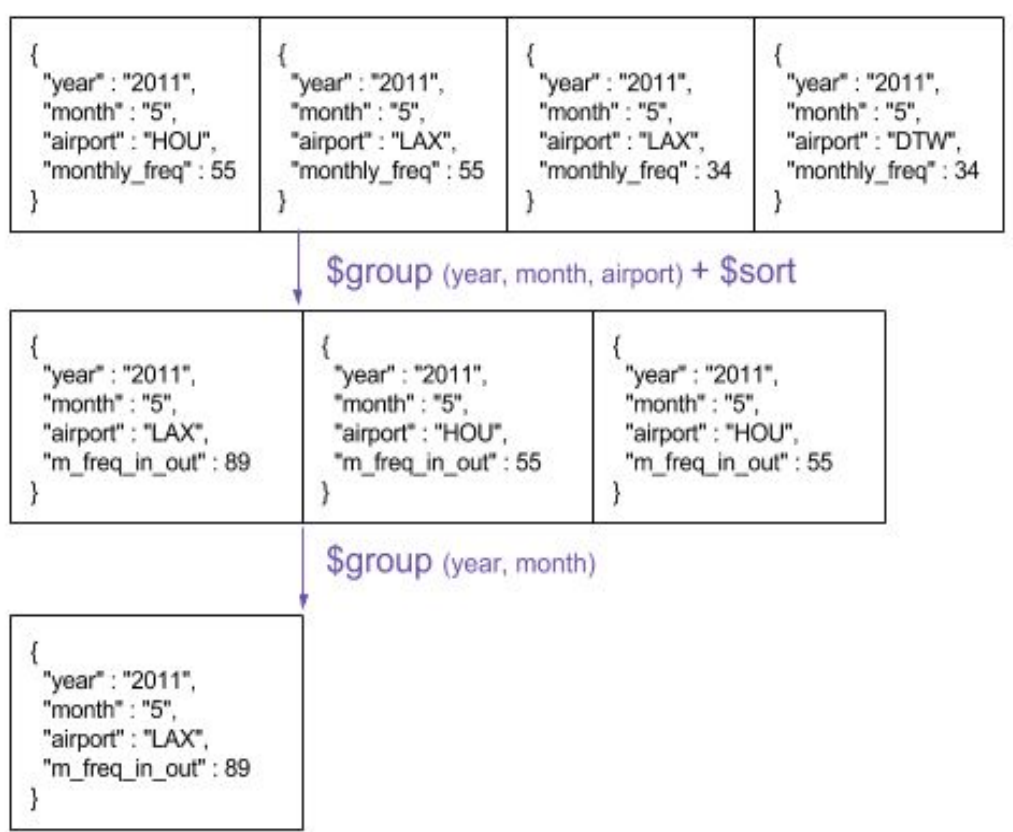 {
"year" : "2011",
"month" : "5",
"airport" : "HOU",
"monthly_freq" : 55
}
{
"year" : "2011",
"month" : "5",
"airport" : "LAX",
"monthly_freq" : 55
}
{
"year" : "2011",
"month" : "5",
"airport" : "LAX",
"monthly_freq" : 34
}
{
"year" : "2011",
"month" : "5",
"airport" : "DTW",
"monthly_freq" : 34
}
$group (year, month, airport) + $sort
{
"year" : "2011",
"month" : "5",
"airport" : "LAX",
"m_freq_in_out" : 89
}
{
"year" : "2011",
"month" : "5",
"airport" : "HOU",
"m_freq_in_out" : 55
}
{
"year" : "2011",
"month" : "5",
"airport" : "HOU",
"m_freq_in_out" : 55
}
$group (year, month)
{
"year" : "2011",
"month" : "5",
"airport" : "LAX",
"m_freq_in_out" : 89
}